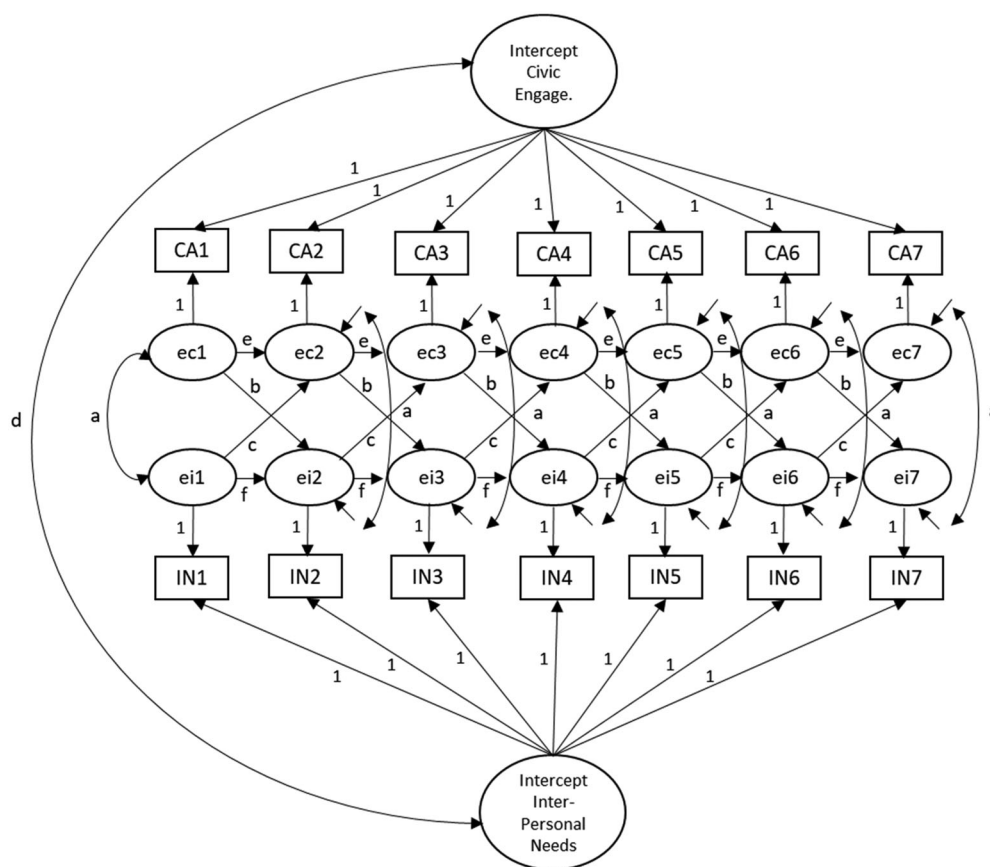 Intercept
Civic
Engage.
1 1 1 1 1 1 1
CA1 CA2 CA3 CA4 CA5 CA6 CA7
1 1 1 1 1 1 1
ec1 e ec2 e ec3 e ec4 e ec5 e ec6 e ec7
b b b b b b
d a a a a a a
c c c c c c
ei1 f ei2 f ei3 f ei4 f ei5 f ei6 f ei7
1 1 1 1 1 1 1
IN1 IN2 IN3 IN4 IN5 IN6 IN7
1 1 1 1 1 1 1
Intercept
Inter-
Personal
Needs